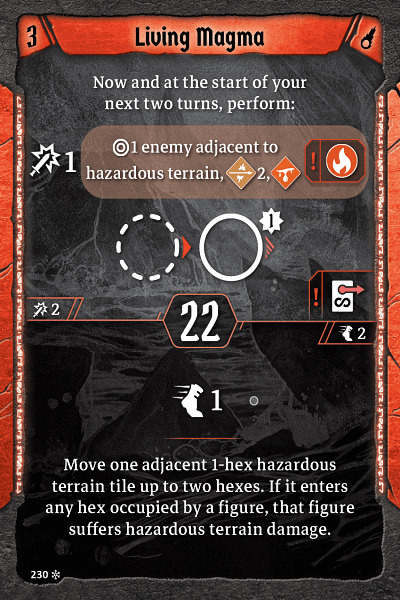 3 Living Magma
Now and at the start of your
next two turns, perform:
1 1 enemy adjacent to
hazardous terrain, 2,
!
1
!
2
22
2
1
Move one adjacent 1-hex hazardous
terrain tile up to two hexes. If it enters
any hex occupied by a figure, that figure
suffers hazardous terrain damage.
230